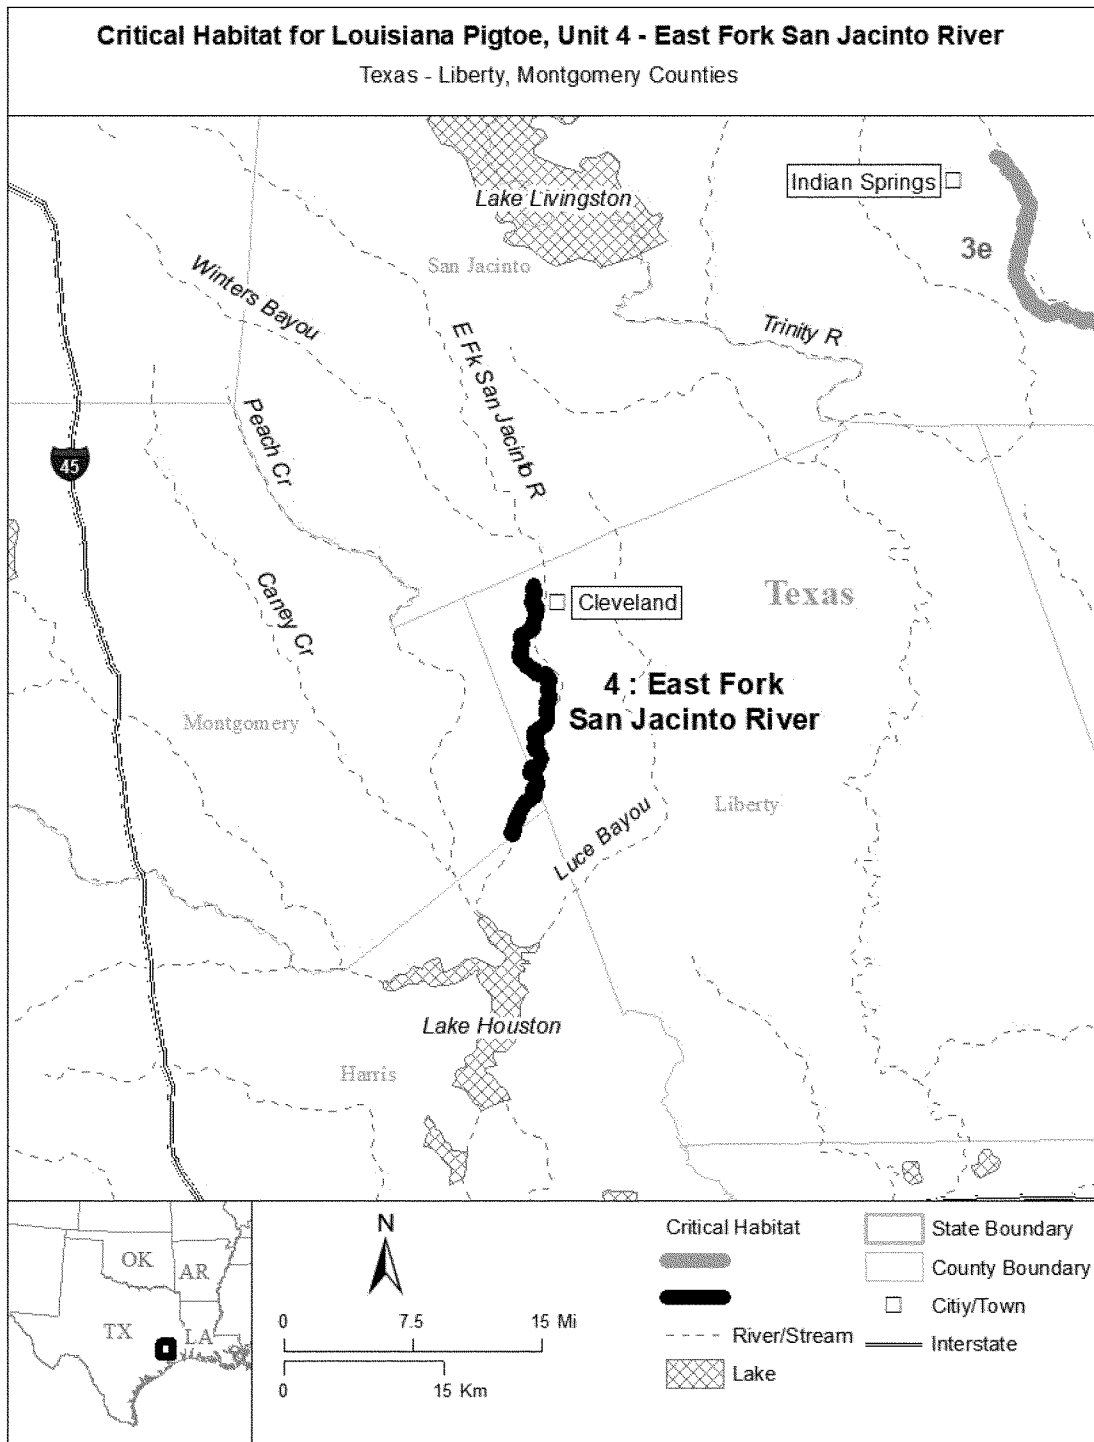 Critical Habitat for Louisiana Pigtoe, Unit 4 - East Fork San Jacinto River
Texas - Liberty, Montgomery Counties
Indian Springs
Lake Livingston
3e
San Jacinto
Winters Bayou
Trinity R
E Fk San Jacinto R
Peach Cr
45
Caney Cr
Texas
Cleveland
4 : East Fork
San Jacinto River
Montgomery
Liberty
Luce Bayou
Lake Houston
Harris
OK
AR
TX
LA
N
0 7.5 15 Mi
0 15 Km
Critical Habitat
River/Stream
Lake
State Boundary
County Boundary
Citiy/Town
Interstate